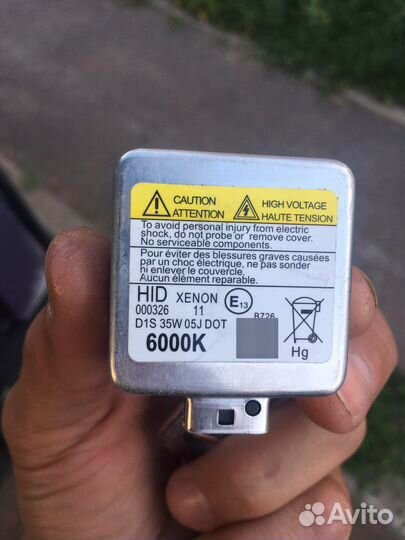 CAUTION
ATTENTION
HIGH VOLTAGE
HAUTE TENSION
To avoid personal injury from electric
shock, do not probe or remove cover.
No serviceable components.
Pour éviter des blessures graves causées
par un choc électrique, ne pas sonder
ni enlever le couvercle.
Aucun élément reparable.
HID XENON E13
000326 11 B726
D1S 35W 05J DOT
6000K
Hg
Avito